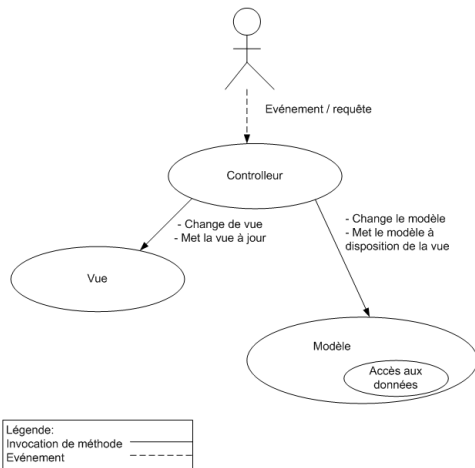 Evénement / requête
Controlleur
- Change de vue
- Met la vue à jour
- Change le modèle
- Met le modèle à
disposition de la vue
Vue
Modèle
Accès aux
données
Légende:
Invocation de méthode
Evénement